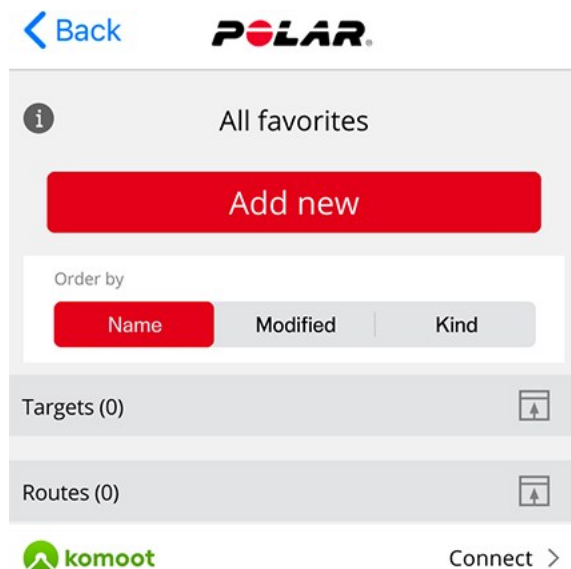 Back
POLAR.
All favorites
Add new
Order by
Name Modified Kind
Targets (0)
Routes (0)
komoot Connect